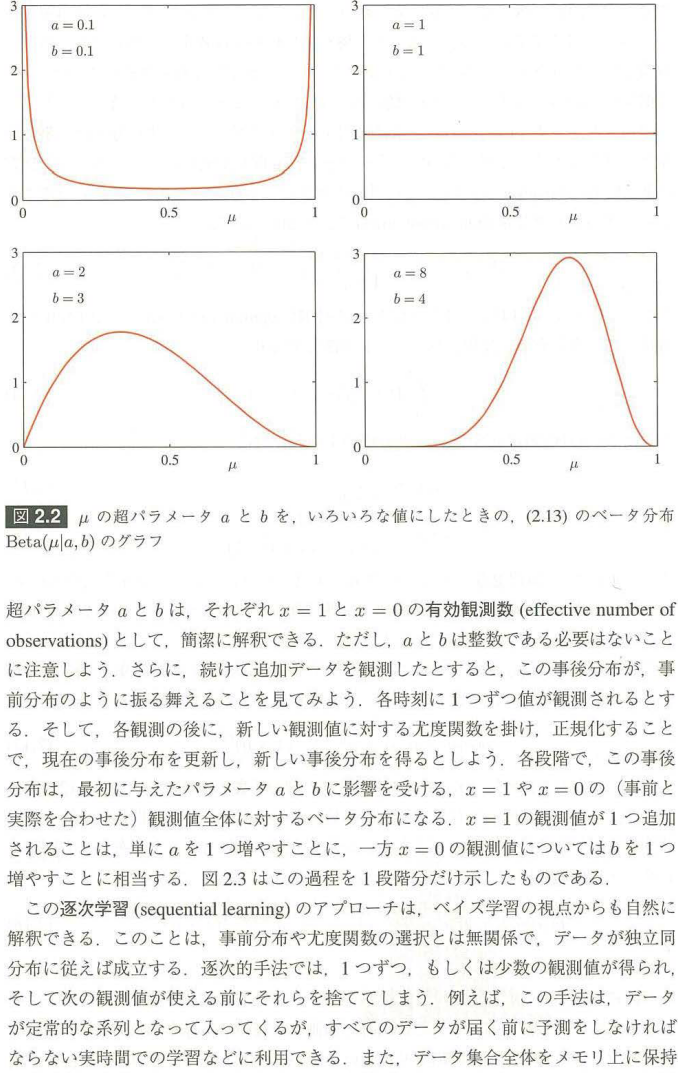 3
a = 0.1
b = 0.1
2
1
0
0
0.5
μ
1
3
a = 1
b = 1
2
1
0
0
0.5
μ
1
3
a = 2
b = 3
2
1
0
0
0.5
μ
1
3
a = 8
b = 4
2
1
0
0
0.5
μ
1
図 2.2 μ の超パラメータ a と b を，いろいろな値にしたときの，(2.13) のベータ分布
Beta(μ|a, b) のグラフ
超パラメータ a と b は，それぞれ x = 1 と x = 0 の有効観測数 (effective number of
observations) として，簡潔に解釈できる．ただし，a と b は整数である必要はないこと
に注意しよう．さらに，続けて追加データを観測したとすると，この事後分布が，事
前分布のように振る舞えることを見てみよう．各時刻に 1 つずつ値が観測されるとす
る．そして，各観測の後に，新しい観測値に対する尤度関数を掛け，正規化すること
で，現在の事後分布を更新し，新しい事後分布を得るとしよう．各段階で，この事後
分布は，最初に与えたパラメータ a と b に影響を受ける，x = 1 や x = 0 の（事前と
実際を合わせた）観測値全体に対するベータ分布になる．x = 1 の観測値が 1 つ追加
されることは，単に a を 1 つ増やすことに，一方 x = 0 の観測値については b を 1 つ
増やすことに相当する．図 2.3 はこの過程を 1 段階分だけ示したものである．
この逐次学習 (sequential learning) のアプローチは，ベイズ学習の視点からも自然に
解釈できる．このことは，事前分布や尤度関数の選択とは無関係で，データが独立同
分布に従えば成立する．逐次的手法では，1 つずつ，もしくは少数の観測値が得られ，
そして次の観測値が使える前にそれらを捨ててしまう．例えば，この手法は，データ
が定常的な系列となって入ってくるが，すべてのデータが届く前に予測をしなければ
ならない実時間での学習などに利用できる．また，データ集合全体をメモリ上に保持